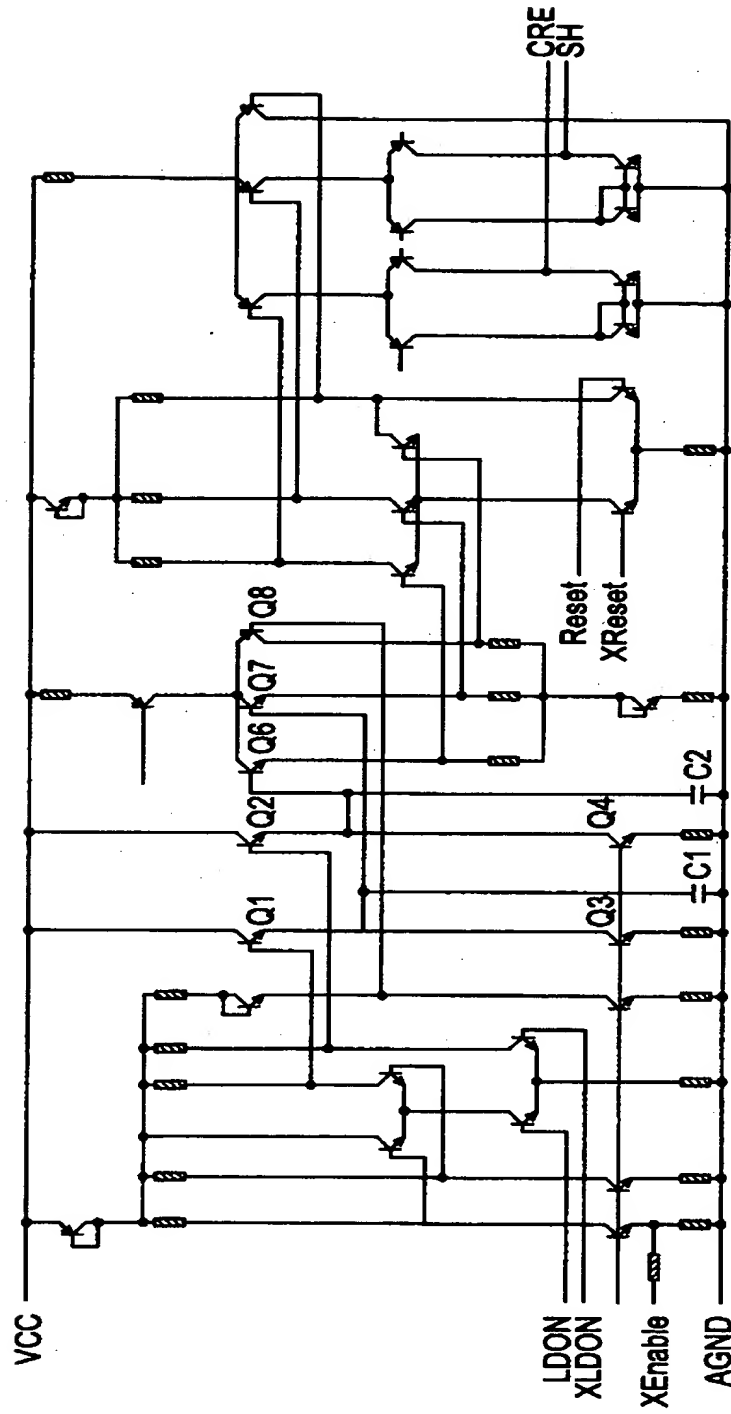 VCC
LDON
XLDON
XEnable
AGND
Q1
Q2
Q3
Q4
C1
C2
Q6
Q7
Q8
Reset
XReset
CRE
SH